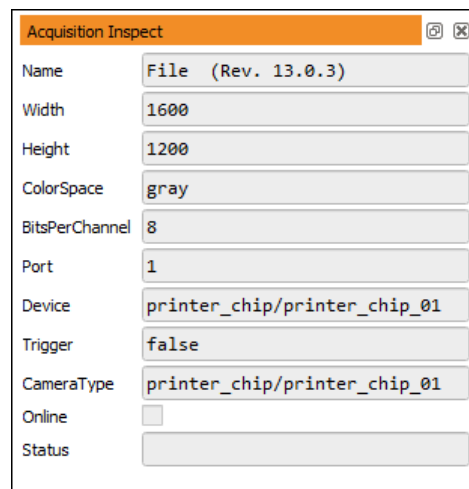 Acquisition Inspect
Name File (Rev. 13.0.3)
Width 1600
Height 1200
ColorSpace gray
BitsPerChannel 8
Port 1
Device printer_chip/printer_chip_01
Trigger false
CameraType printer_chip/printer_chip_01
Online
Status